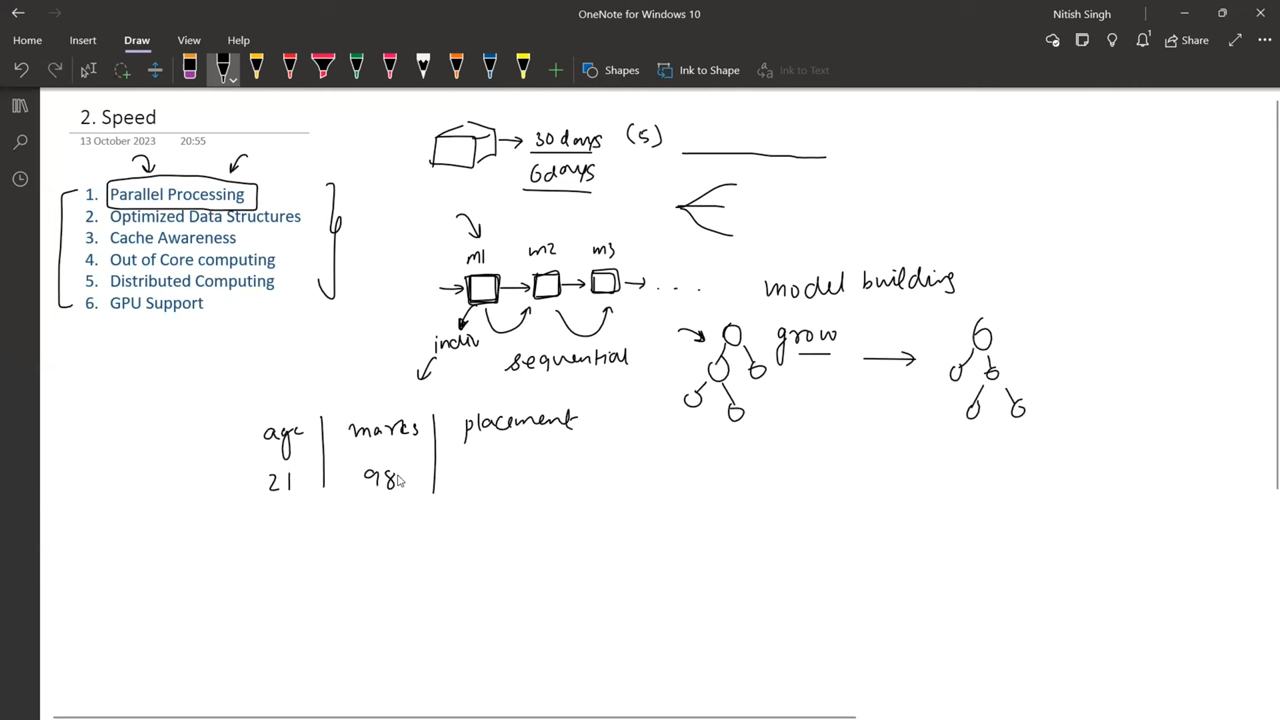 OneNote for Windows 10
Nitish Singh
Home Insert Draw View Help
Share
Shapes Ink to Shape Ink to Text
2. Speed
13 October 2023 20:55
1. Parallel Processing
2. Optimized Data Structures
3. Cache Awareness
4. Out of Core computing
5. Distributed Computing
6. GPU Support
30 days (5)
6 days
m1 m2 m3
. . . .
model building
indiv
sequential
grow
age marks placement
21 98